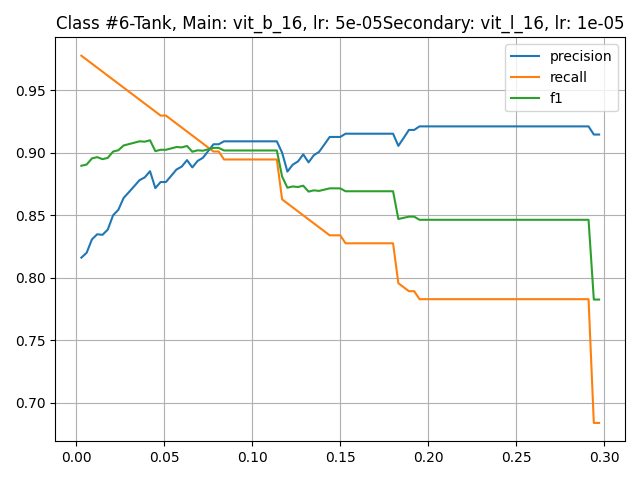 Class #6-Tank, Main: vit_b_16, lr: 5e-05Secondary: vit_l_16, lr: 1e-05
precision
recall
f1
0.95
0.90
0.85
0.80
0.75
0.70
0.00 0.05 0.10 0.15 0.20 0.25 0.30